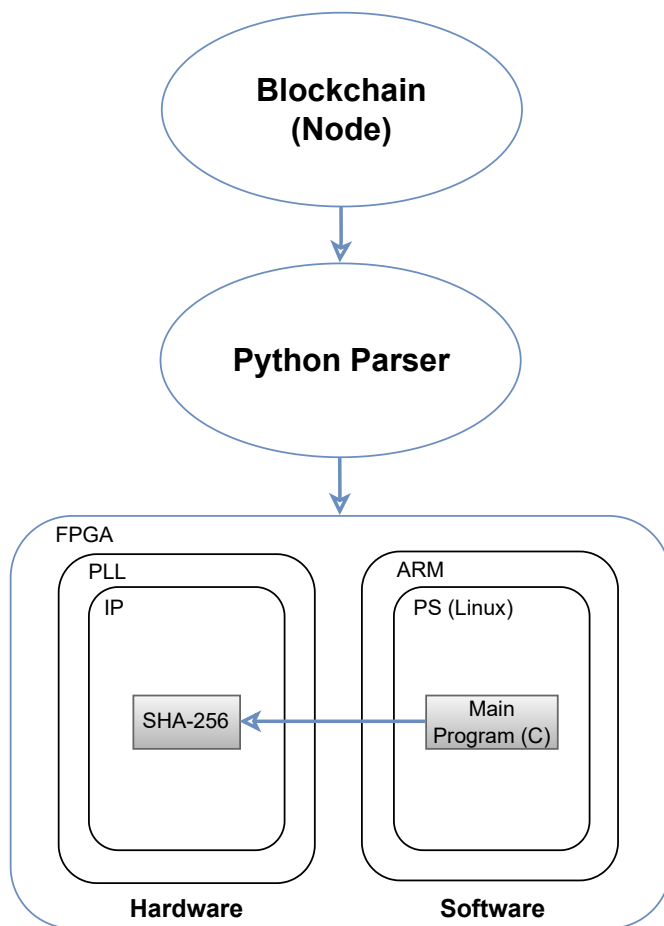 Blockchain
(Node)
Python Parser
FPGA
PLL
ARM
IP
PS (Linux)
SHA-256
Main
Program (C)
Hardware
Software